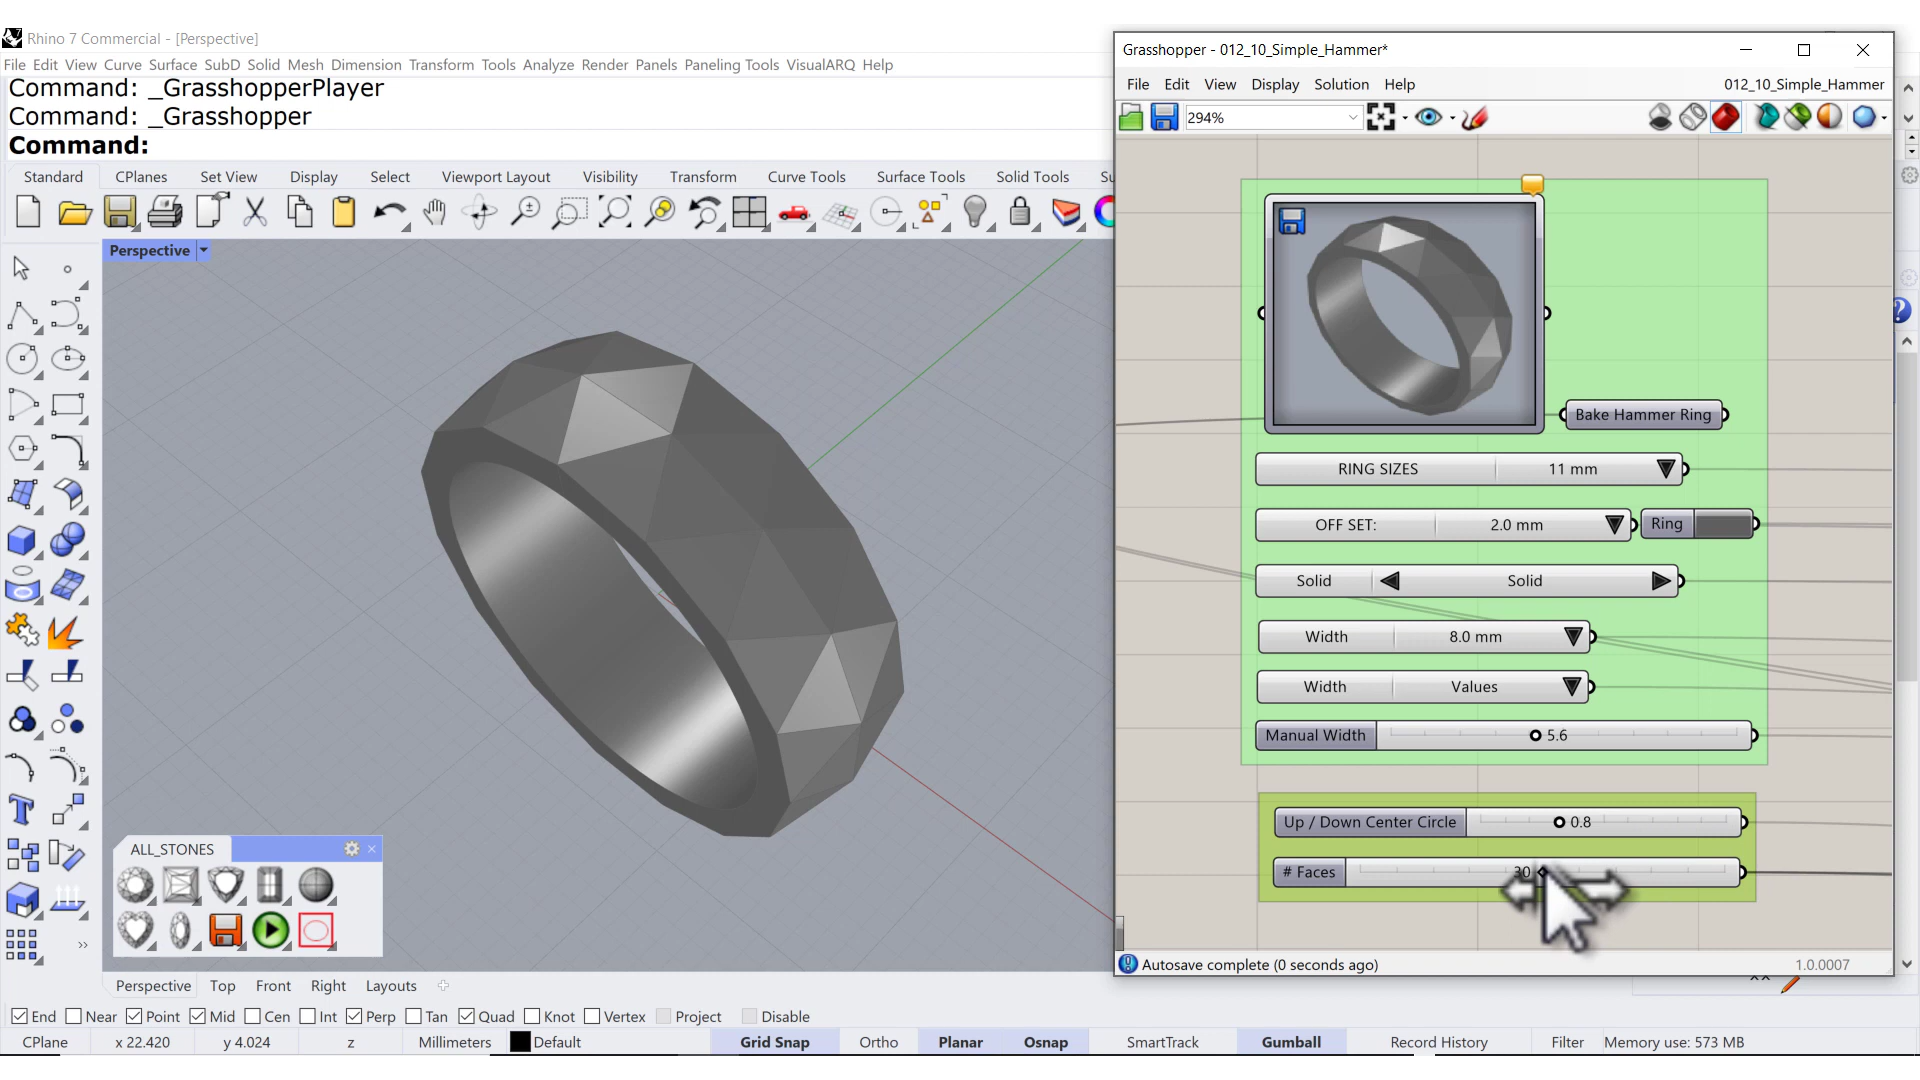 Rhino 7 Commercial - [Perspective]
File Edit View Curve Surface SubD Solid Mesh Dimension Transform Tools Analyze Render Panels Paneling Tools VisualARQ Help
Command: _GrasshopperPlayer
Command: _Grasshopper
Command:
Standard CPlanes Set View Display Select Viewport Layout Visibility Transform Curve Tools Surface Tools Solid Tools Su
Perspective
ALL_STONES
Perspective Top Front Right Layouts
End Near Point Mid Cen Int Perp Tan Quad Knot Vertex Project Disable
CPlane x 22.420 y 4.024 z Millimeters Default Grid Snap Ortho Planar Osnap SmartTrack Gumball Record History Filter Memory use: 573 MB
Grasshopper - 012_10_Simple_Hammer*
File Edit View Display Solution Help 012_10_Simple_Hammer
294%
Bake Hammer Ring
RING SIZES 11 mm
OFF SET: 2.0 mm Ring
Solid Solid
Width 8.0 mm
Width Values
Manual Width 5.6
Up / Down Center Circle 0.8
# Faces 30
Autosave complete (0 seconds ago) 1.0.0007